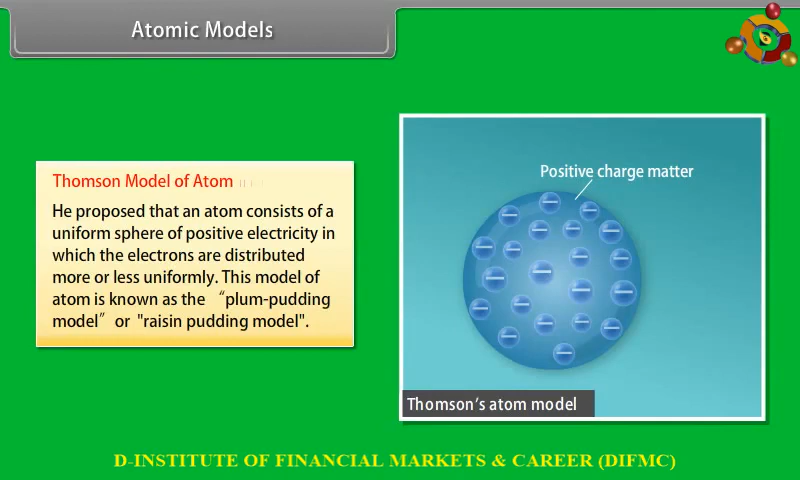 Atomic Models
Thomson Model of Atom
He proposed that an atom consists of a
uniform sphere of positive electricity in
which the electrons are distributed
more or less uniformly. This model of
atom is known as the “plum-pudding
model” or "raisin pudding model".
Positive charge matter
Thomson's atom model
D-INSTITUTE OF FINANCIAL MARKETS & CAREER (DIFMC)